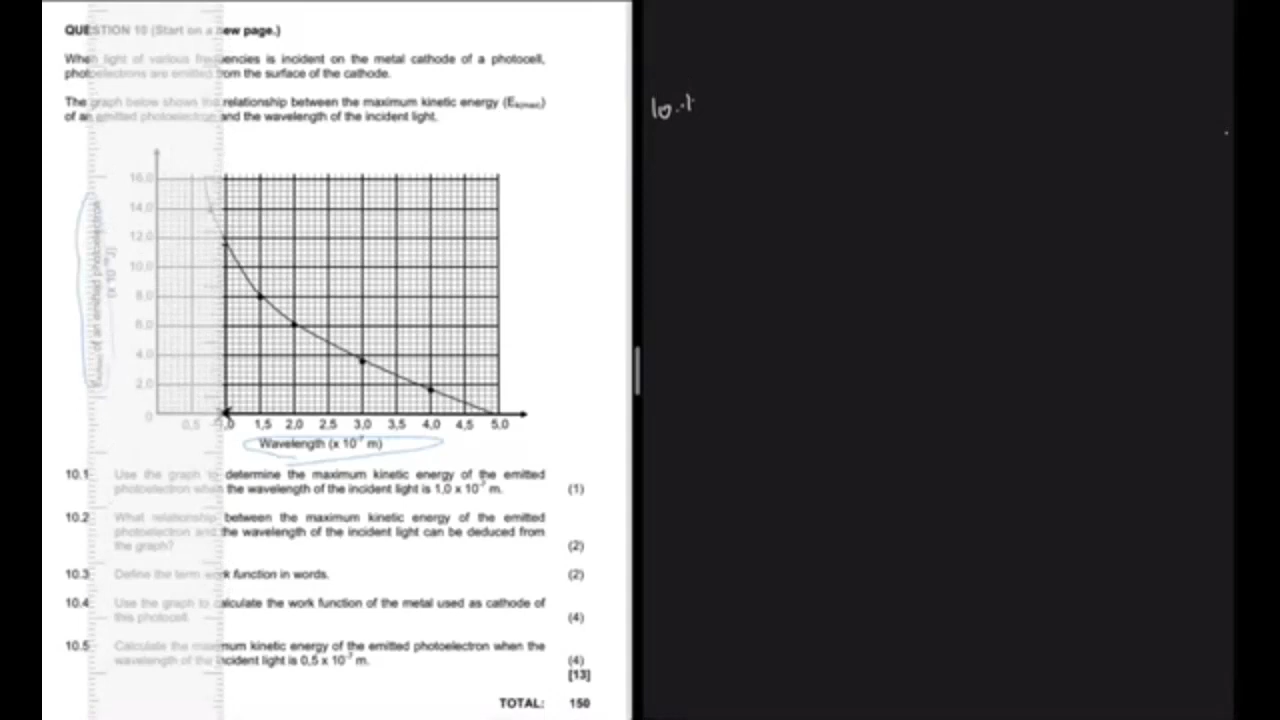 QUESTION 10 (Start on a new page.)
When light of various frequencies is incident on the metal cathode of a photocell,
photoelectrons are emitted from the surface of the cathode.
The graph below shows the relationship between the maximum kinetic energy (Ek(max))
of an emitted photoelectron and the wavelength of the incident light.
16,0
14,0
12,0
10,0
8,0
6,0
4,0
2,0
0
Ek(max) of an emitted photoelectron
0,5 1,0 1,5 2,0 2,5 3,0 3,5 4,0 4,5 5,0
Wavelength (x 10⁻⁷ m)
10.1 Use the graph to determine the maximum kinetic energy of the emitted
photoelectron when the wavelength of the incident light is 1,0 x 10⁻⁷ m. (1)
10.2 What relationship between the maximum kinetic energy of the emitted
photoelectron and the wavelength of the incident light can be deduced from
the graph? (2)
10.3 Define the term work function in words. (2)
10.4 Use the graph to calculate the work function of the metal used as cathode of
this photocell. (4)
10.5 Calculate the maximum kinetic energy of the emitted photoelectron when the
wavelength of the incident light is 0,5 x 10⁻⁷ m. (4)
[13]
TOTAL: 150
10.1